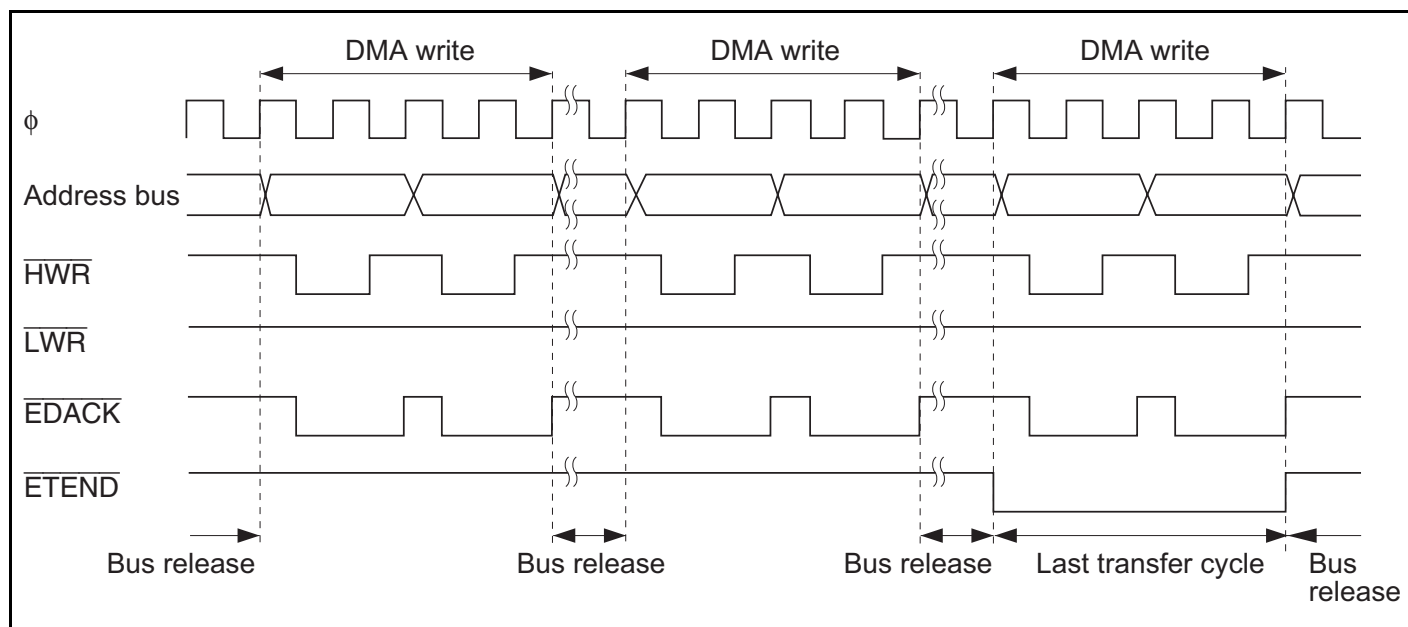 DMA write DMA write DMA write
ϕ
Address bus
HWR
LWR
EDACK
ETEND
Bus release Bus release Bus release Last transfer cycle Bus
release